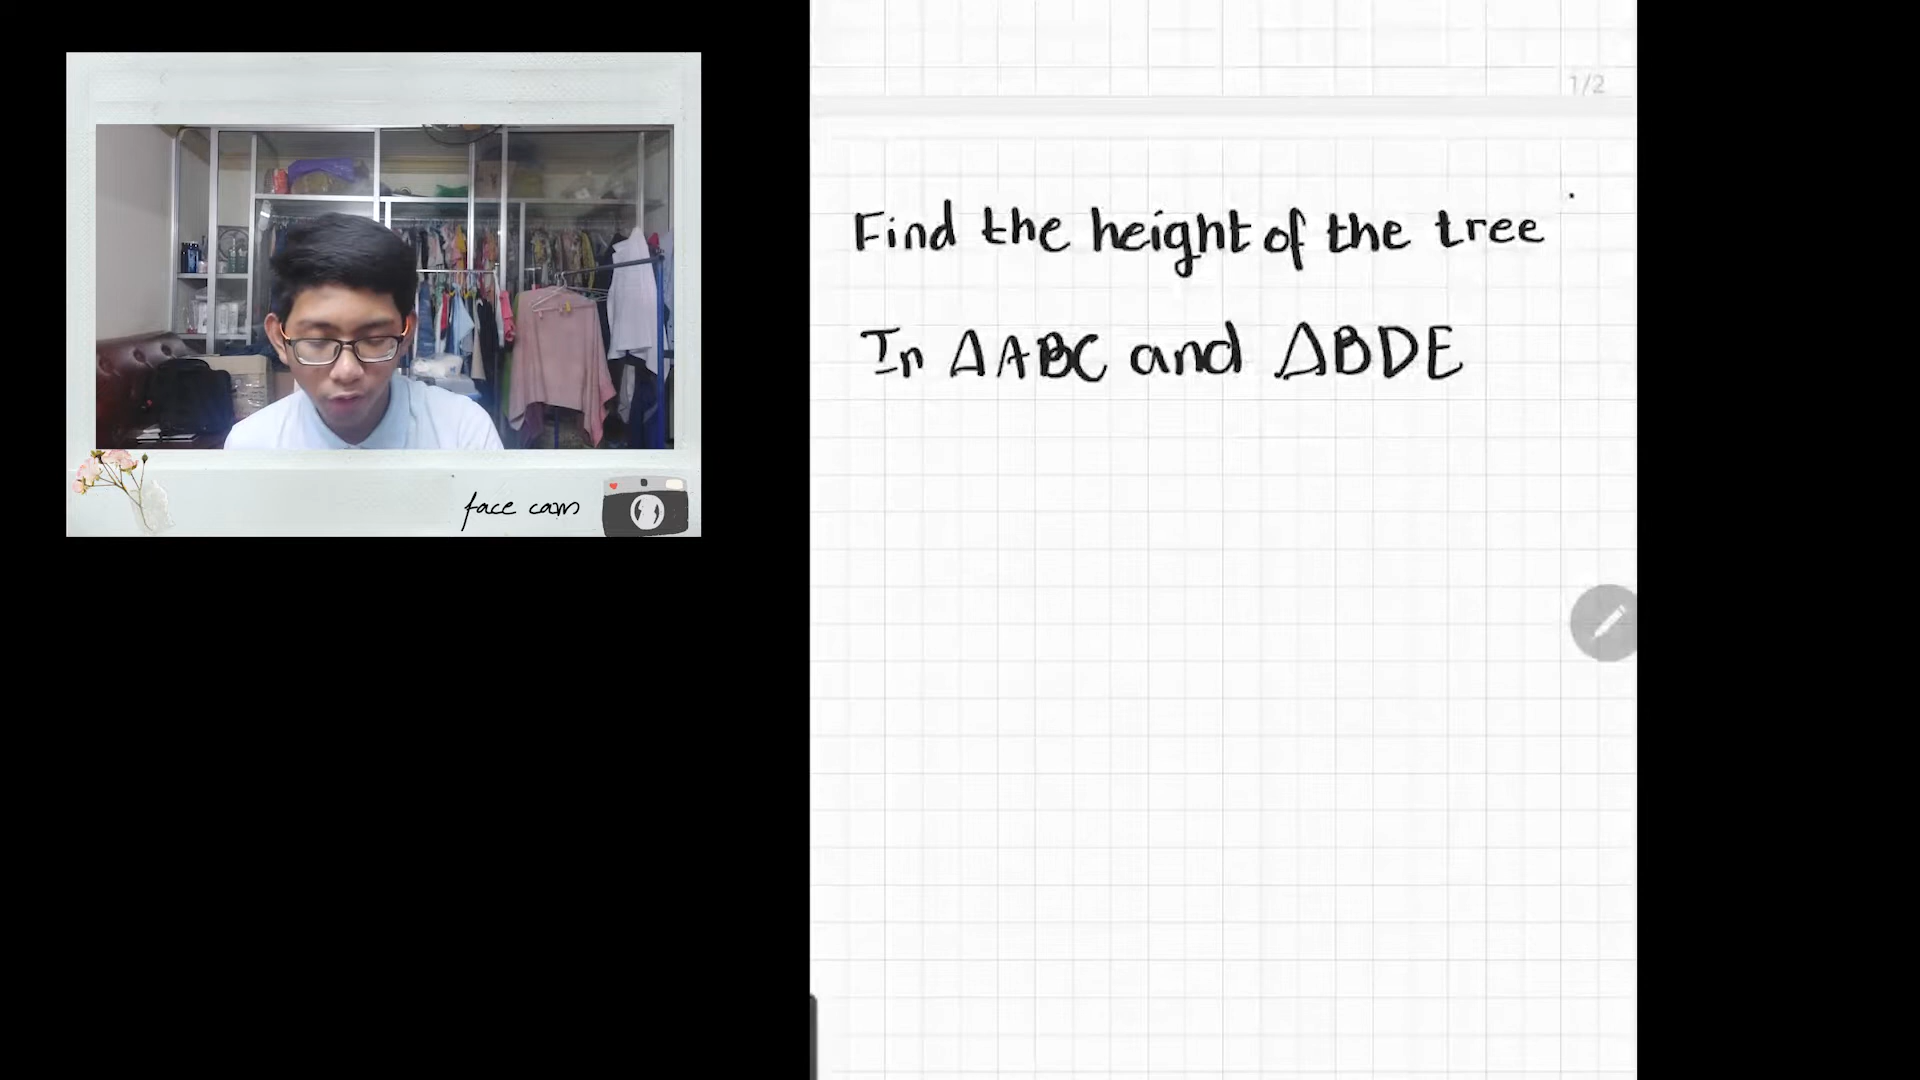 1/2
Find the height of the tree
In ΔABC and ΔBDE
face cam